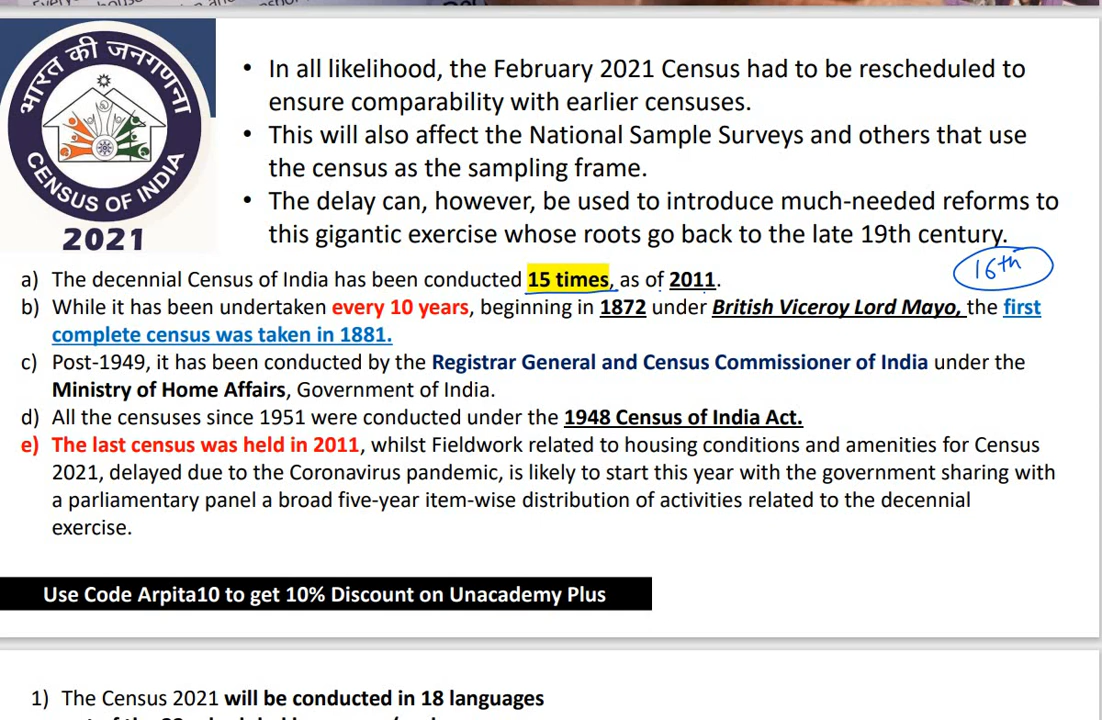 भारत की जनगणना
CENSUS OF INDIA
2021
• In all likelihood, the February 2021 Census had to be rescheduled to
ensure comparability with earlier censuses.
• This will also affect the National Sample Surveys and others that use
the census as the sampling frame.
• The delay can, however, be used to introduce much-needed reforms to
this gigantic exercise whose roots go back to the late 19th century.
16th
a) The decennial Census of India has been conducted 15 times, as of 2011.
b) While it has been undertaken every 10 years, beginning in 1872 under British Viceroy Lord Mayo, the first
complete census was taken in 1881.
c) Post-1949, it has been conducted by the Registrar General and Census Commissioner of India under the
Ministry of Home Affairs, Government of India.
d) All the censuses since 1951 were conducted under the 1948 Census of India Act.
e) The last census was held in 2011, whilst Fieldwork related to housing conditions and amenities for Census
2021, delayed due to the Coronavirus pandemic, is likely to start this year with the government sharing with
a parliamentary panel a broad five-year item-wise distribution of activities related to the decennial
exercise.
Use Code Arpita10 to get 10% Discount on Unacademy Plus
1) The Census 2021 will be conducted in 18 languages